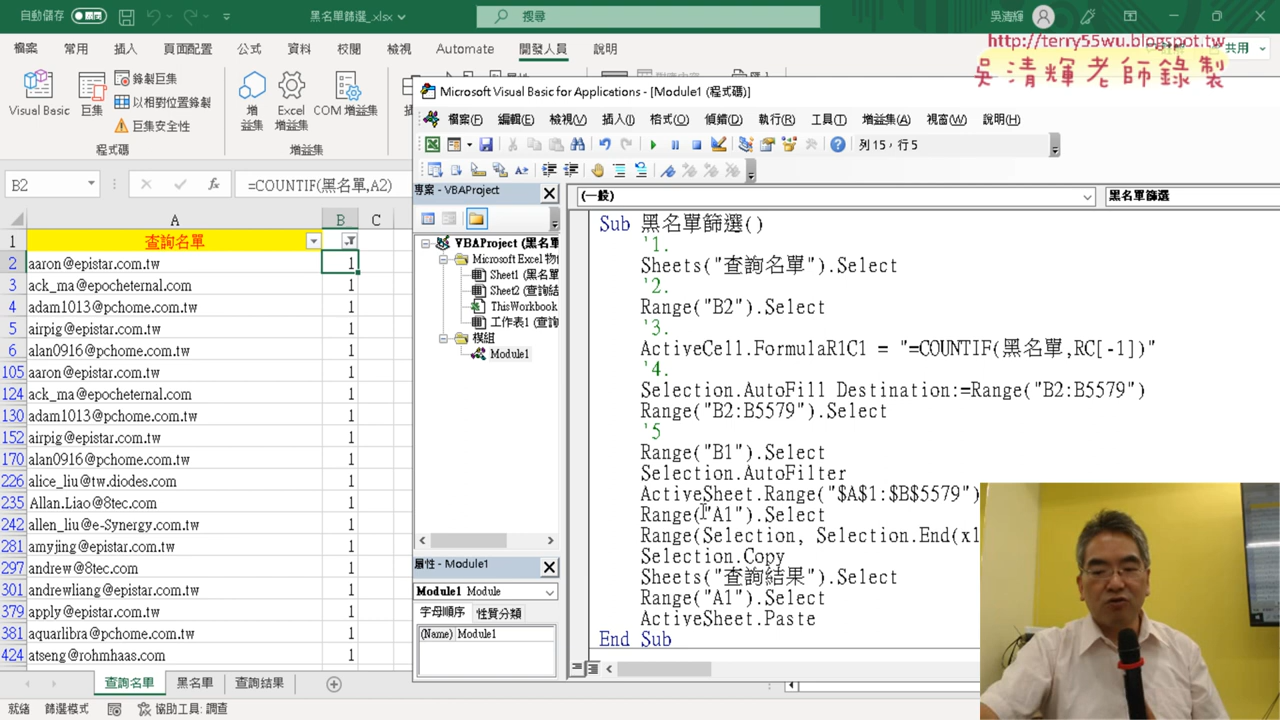 自動儲存
黑名單篩選_.xlsx
搜尋
吳清輝
http://terry55wu.blogspot.tw
吳清輝老師錄製
共用
檔案 常用 插入 頁面配置 公式 資料 校閱 檢視 Automate 開發人員 說明
Visual Basic 巨集 錄製巨集 以相對位置錄製 巨集安全性
增益集 Excel 增益集 COM 增益集
程式碼 增益集
B2 fx =COUNTIF(黑名單,A2)
A B C
1 查詢名單
2 aaron@epistar.com.tw 1
3 ack_ma@epocheternal.com 1
4 adam1013@pchome.com.tw 1
5 airpig@epistar.com.tw 1
6 alan0916@pchome.com.tw 1
105 aaron@epistar.com.tw 1
124 ack_ma@epocheternal.com 1
130 adam1013@pchome.com.tw 1
152 airpig@epistar.com.tw 1
170 alan0916@pchome.com.tw 1
226 alice_liu@tw.diodes.com 1
235 Allan.Liao@8tec.com 1
242 allen_liu@e-Synergy.com.tw 1
281 amyjing@epistar.com.tw 1
297 andrew@8tec.com 1
301 andrewliang@epistar.com.tw 1
379 apply@epistar.com.tw 1
381 aquarlibra@pchome.com.tw 1
424 atseng@rohmhaas.com 1
查詢名單 黑名單 查詢結果
就緒 篩選模式 協助工具: 調查
Microsoft Visual Basic for Applications - [Module1 (程式碼)]
檔案(F) 編輯(E) 檢視(V) 插入(I) 格式(O) 偵錯(D) 執行(R) 工具(T) 增益集(A) 視窗(W) 說明(H)
列 15,行 5
專案 - VBAProject
VBAProject (黑名單
Microsoft Excel 物件
Sheet1 (黑名單
Sheet2 (查詢結
ThisWorkbook
工作表1 (查詢
模組
Module1
屬性 - Module1
Module1 Module
字母順序 性質分類
(Name) Module1
(一般) 黑名單篩選
Sub 黑名單篩選()
'1.
Sheets("查詢名單").Select
'2.
Range("B2").Select
'3.
ActiveCell.FormulaR1C1 = "=COUNTIF(黑名單,RC[-1])"
'4.
Selection.AutoFill Destination:=Range("B2:B5579")
Range("B2:B5579").Select
'5
Range("B1").Select
Selection.AutoFilter
ActiveSheet.Range("$A$1:$B$5579")
Range("A1").Select
Range(Selection, Selection.End(xl
Selection.Copy
Sheets("查詢結果").Select
Range("A1").Select
ActiveSheet.Paste
End Sub